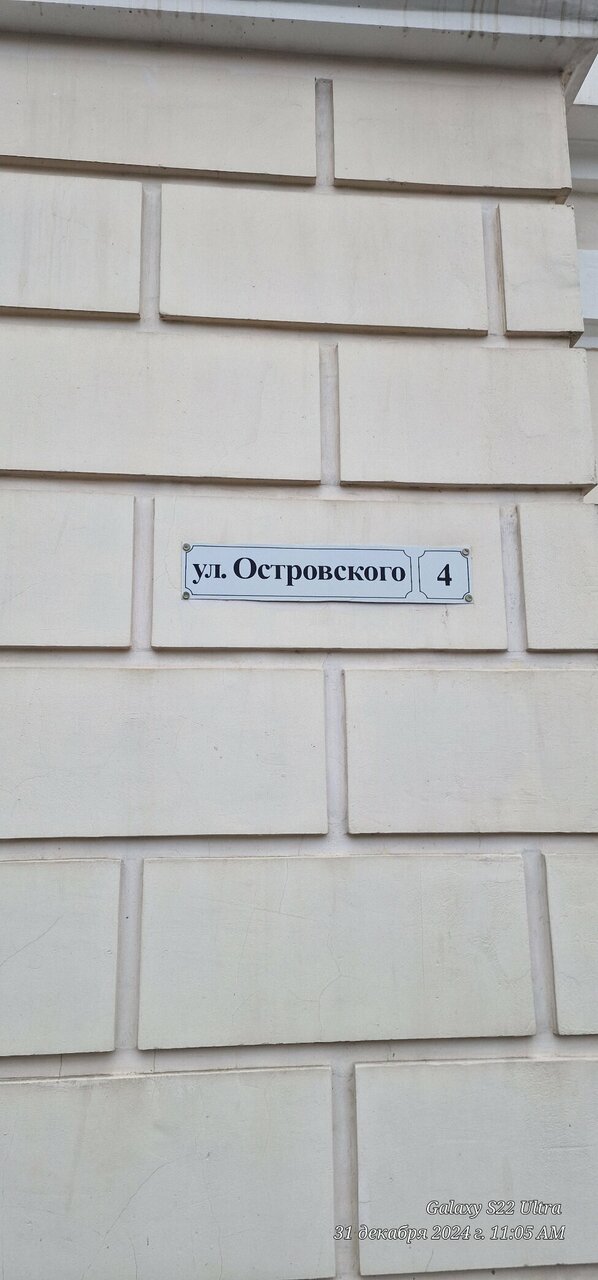 ул. Островского 4
Galaxy S22 Ultra
31 декабря 2024 г. 11:05 AM